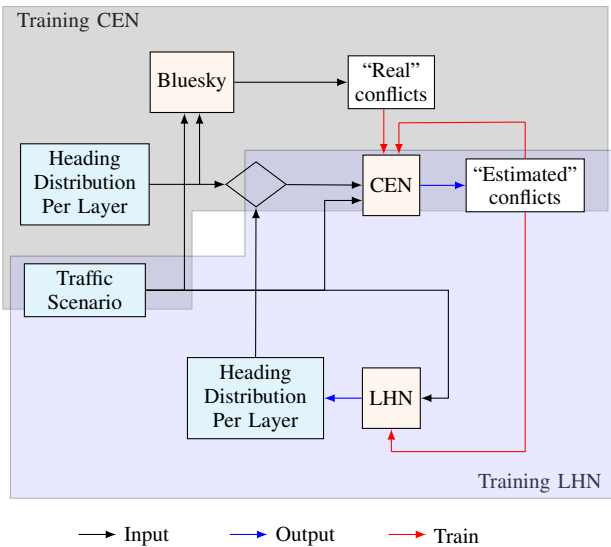 Training CEN
Bluesky
“Real”
conflicts
Heading
Distribution
Per Layer
CEN
“Estimated”
conflicts
Traffic
Scenario
Heading
Distribution
Per Layer
LHN
Training LHN
Input
Output
Train